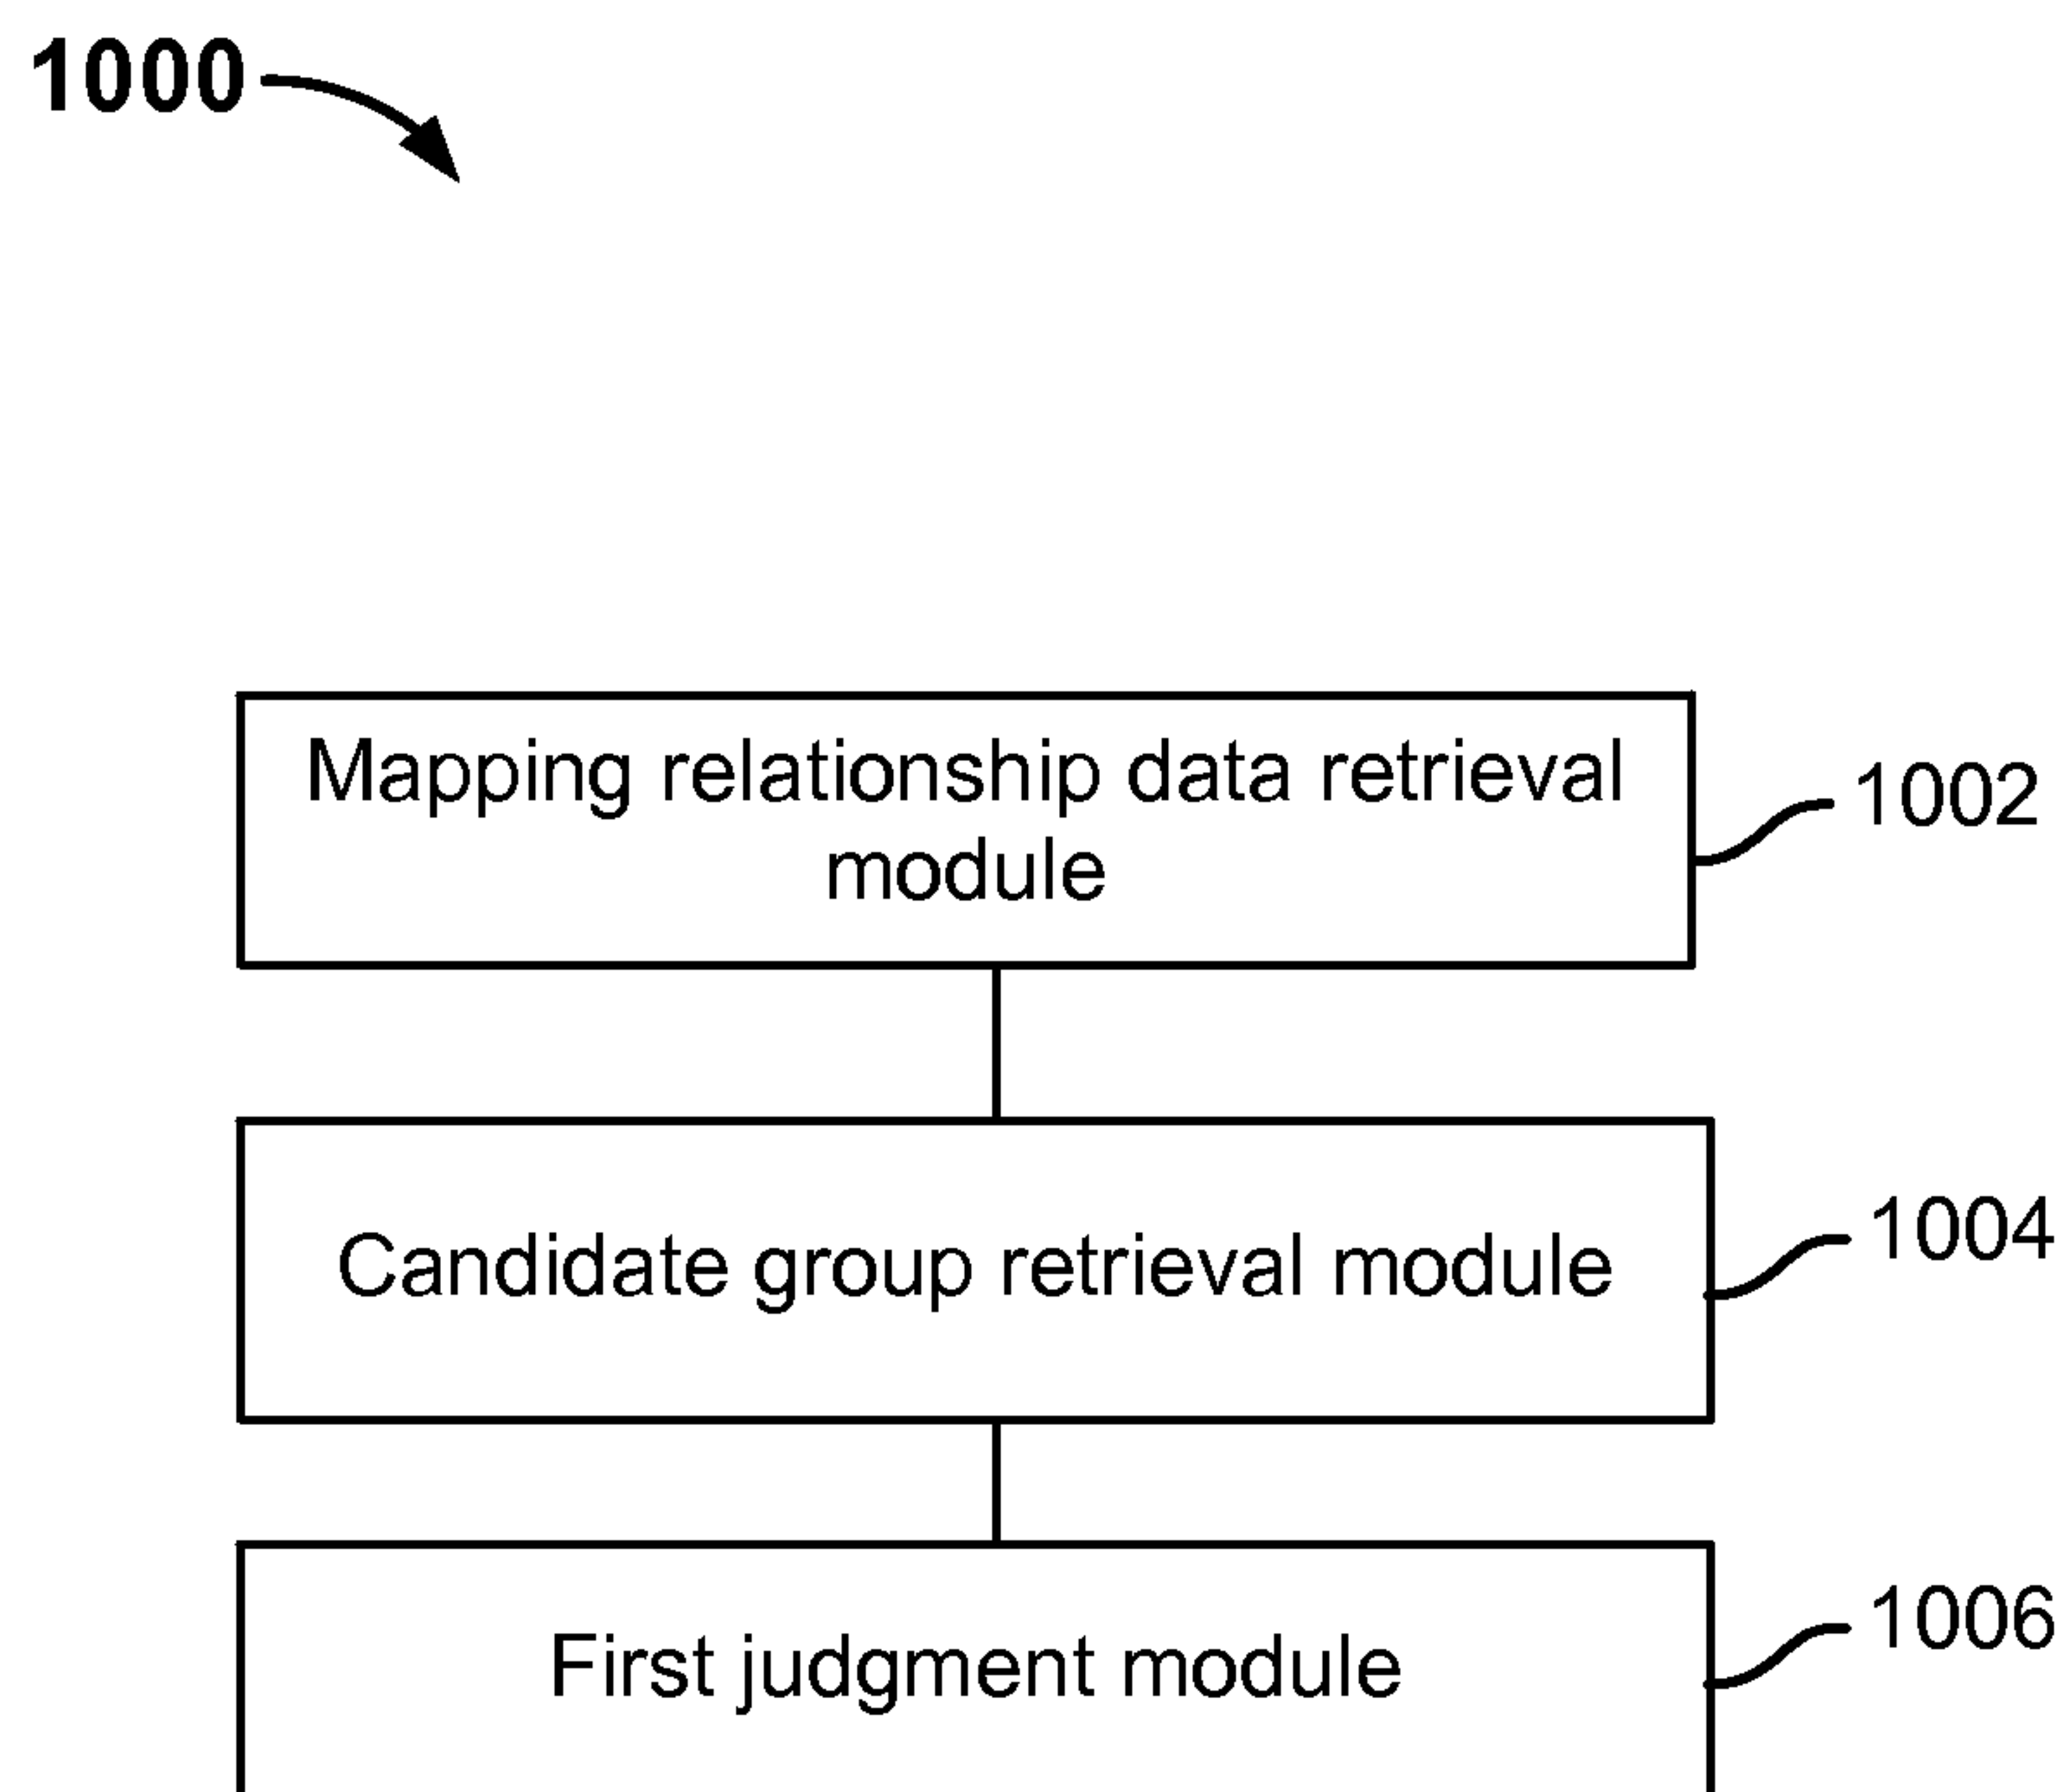 1000
Mapping relationship data retrieval
module
1002
Candidate group retrieval module
1004
First judgment module
1006